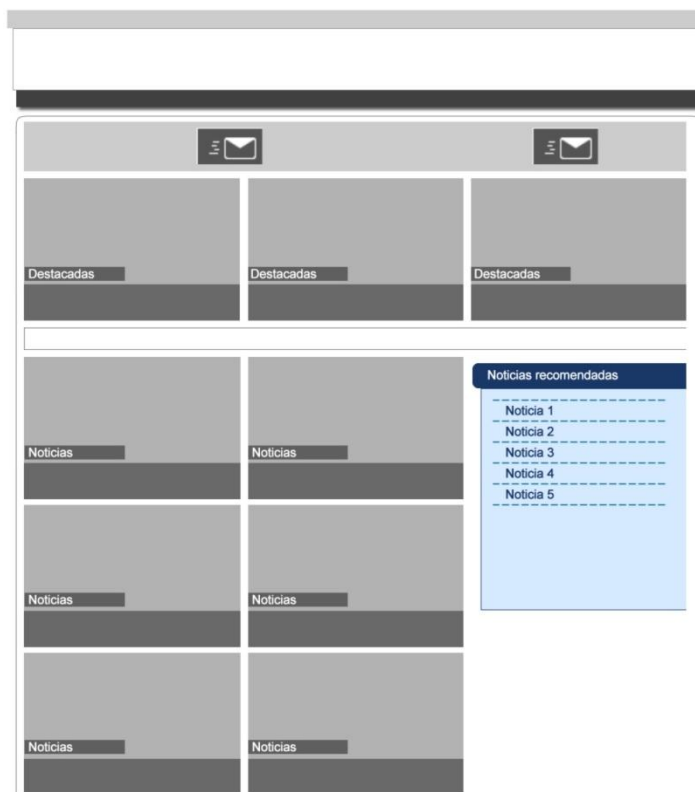 Destacadas
Destacadas
Destacadas
Noticias recomendadas
Noticia 1
Noticia 2
Noticia 3
Noticia 4
Noticia 5
Noticias
Noticias
Noticias
Noticias
Noticias
Noticias